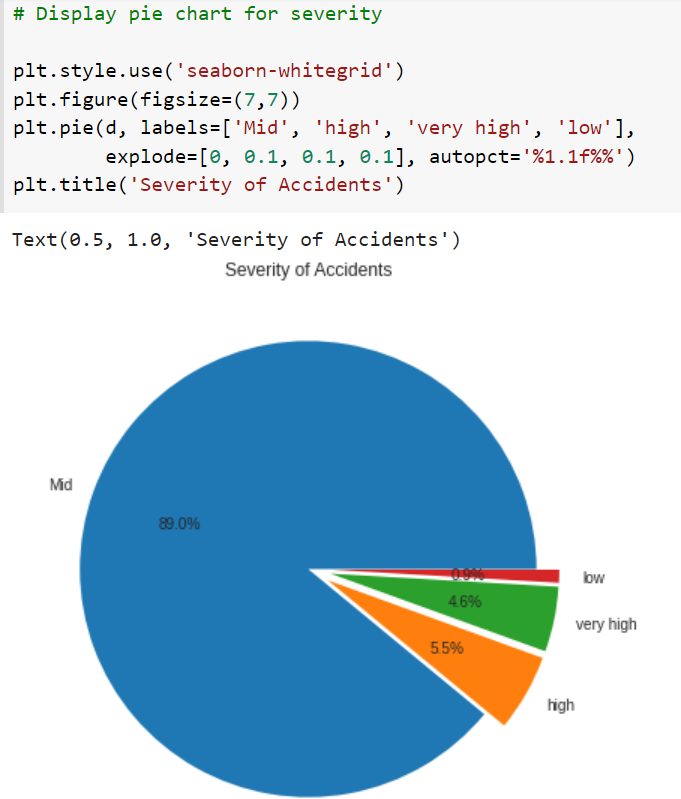 # Display pie chart for severity
plt.style.use('seaborn-whitegrid')
plt.figure(figsize=(7,7))
plt.pie(d, labels=['Mid', 'high', 'very high', 'low'],
explode=[0, 0.1, 0.1, 0.1], autopct='%1.1f%%')
plt.title('Severity of Accidents')
Text(0.5, 1.0, 'Severity of Accidents')
Severity of Accidents
Mid
89.0%
0.9%
low
4.6%
very high
5.5%
high